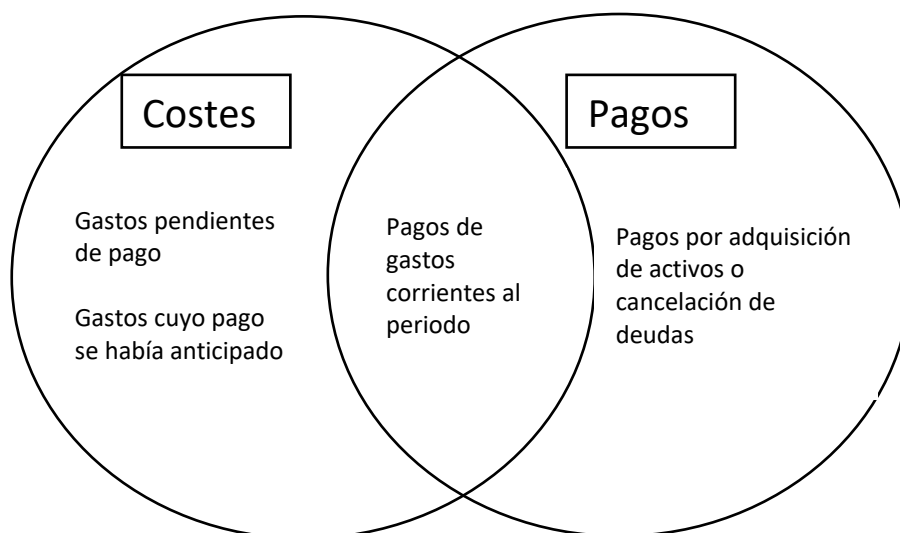 Costes
Pagos
Gastos pendientes
de pago
Gastos cuyo pago
se había anticipado
Pagos de
gastos
corrientes al
periodo
Pagos por adquisición
de activos o
cancelación de
deudas